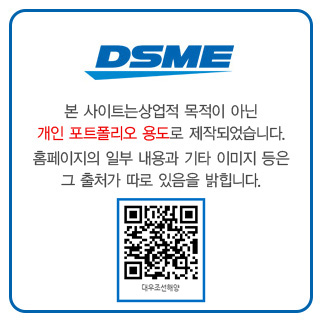 DSME
본 사이트는상업적 목적이 아닌
개인 포트폴리오 용도로 제작되었습니다.
홈페이지의 일부 내용과 기타 이미지 등은
그 출처가 따로 있음을 밝힙니다.
대우조선해양